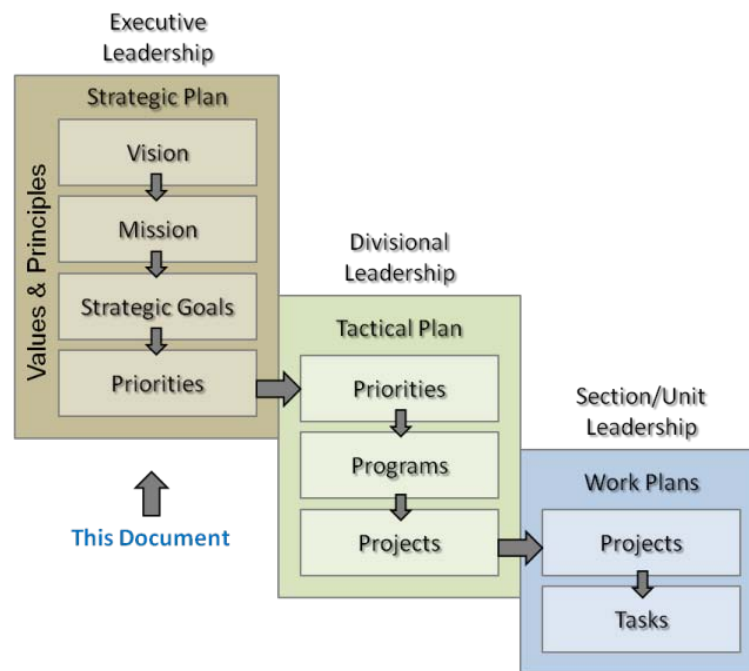 Executive
Leadership
Strategic Plan
Values & Principles
Vision
Mission
Strategic Goals
Priorities
This Document
Divisional
Leadership
Tactical Plan
Priorities
Programs
Projects
Section/Unit
Leadership
Work Plans
Projects
Tasks